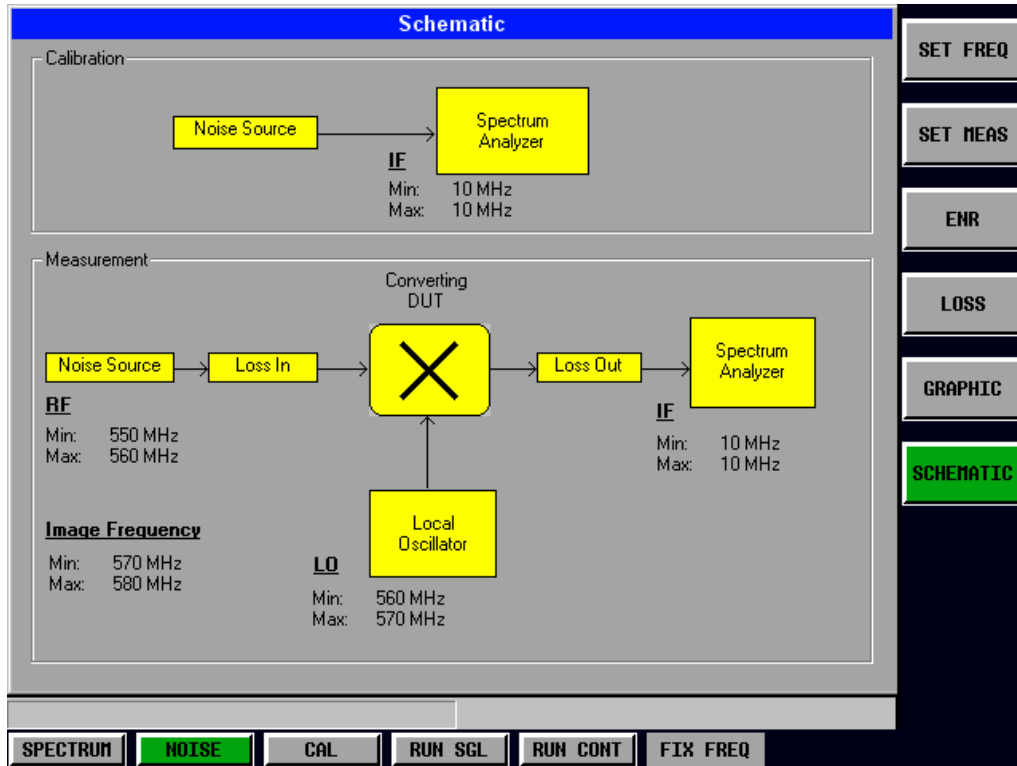 Schematic
Calibration
Noise Source
Spectrum
Analyzer
IF
Min: 10 MHz
Max: 10 MHz
Measurement
Converting
DUT
Noise Source
Loss In
Loss Out
Spectrum
Analyzer
RF
Min: 550 MHz
Max: 560 MHz
IF
Min: 10 MHz
Max: 10 MHz
Image Frequency
Min: 570 MHz
Max: 580 MHz
Local
Oscillator
LO
Min: 560 MHz
Max: 570 MHz
SET FREQ
SET MEAS
ENR
LOSS
GRAPHIC
SCHEMATIC
SPECTRUM
NOISE
CAL
RUN SGL
RUN CONT
FIX FREQ